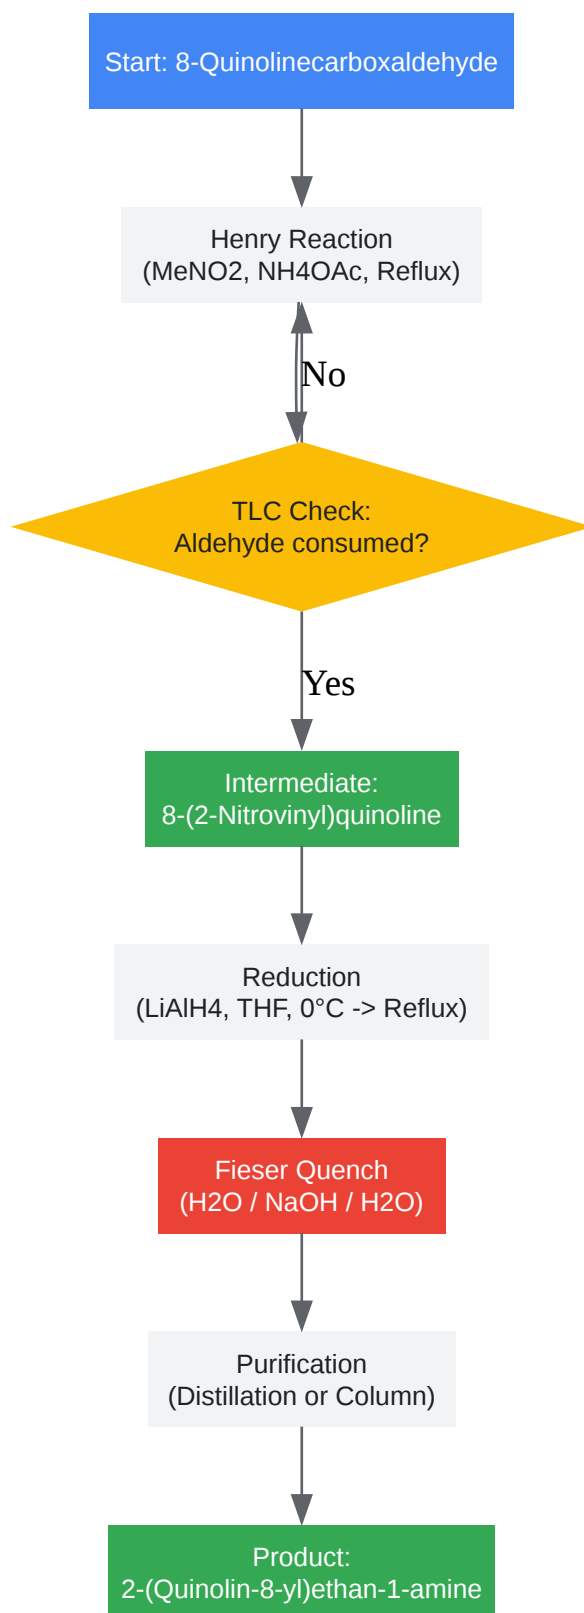 Start: 8-Quinolinecarboxaldehyde
Henry Reaction
(MeNO2, NH4OAc, Reflux)
No
TLC Check:
Aldehyde consumed?
Yes
Intermediate:
8-(2-Nitrovinyl)quinoline
Reduction
(LiAlH4, THF, 0°C -> Reflux)
Fieser Quench
(H2O / NaOH / H2O)
Purification
(Distillation or Column)
Product:
2-(Quinolin-8-yl)ethan-1-amine